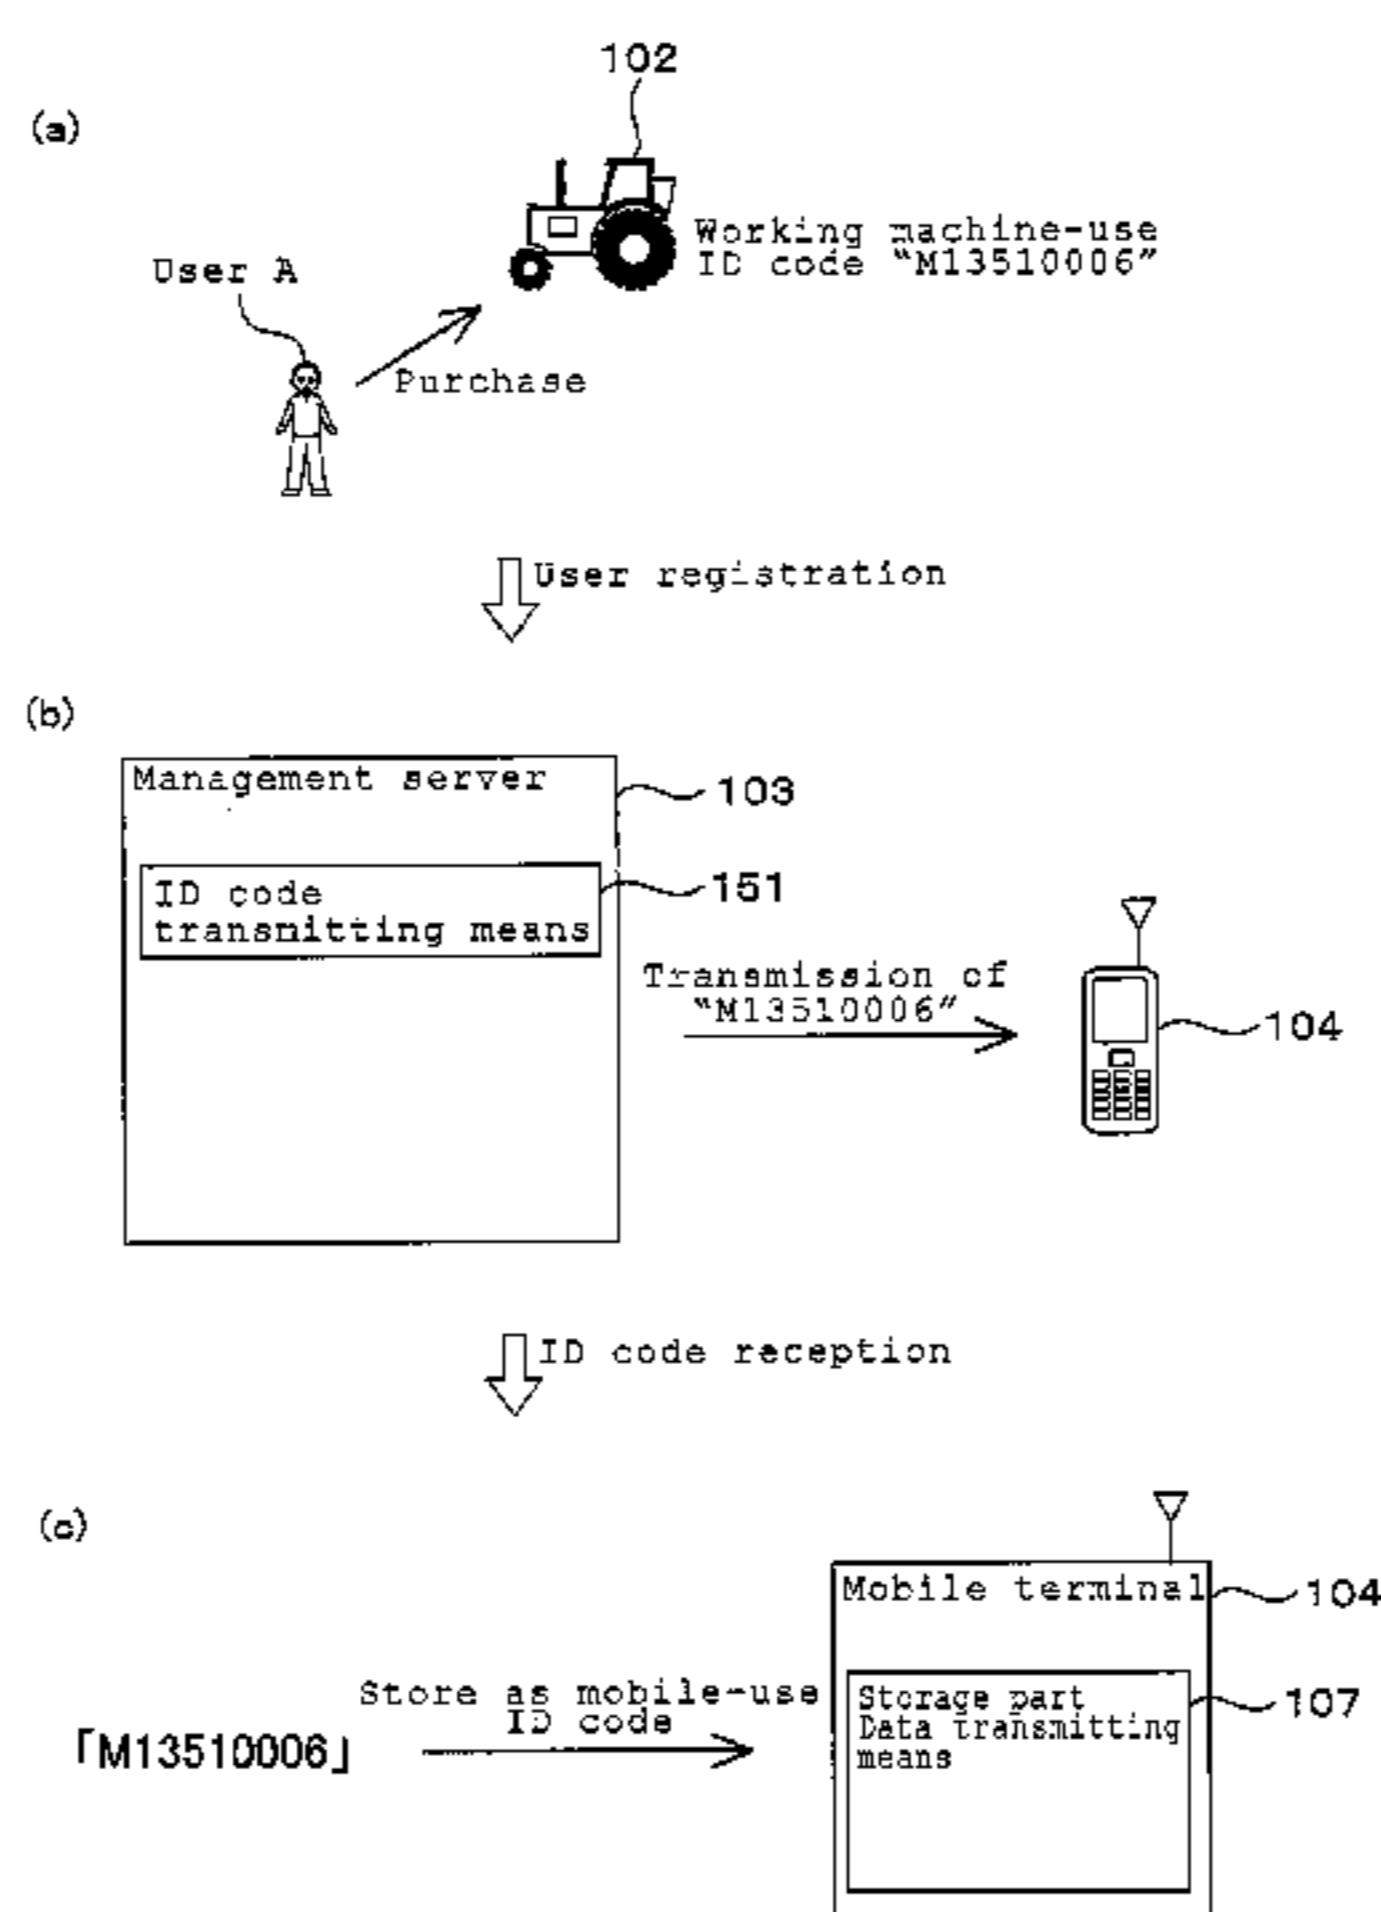 102
(a)
Working machine-use
ID code “M13510006”
User A
Purchase
User registration
(b)
Management server
103
ID code
transmitting means
151
Transmission of
“M13510006”
104
ID code reception
(c)
Mobile terminal
104
Store as mobile-use
ID code
「M13510006」
Storage part
Data transmitting
means
107